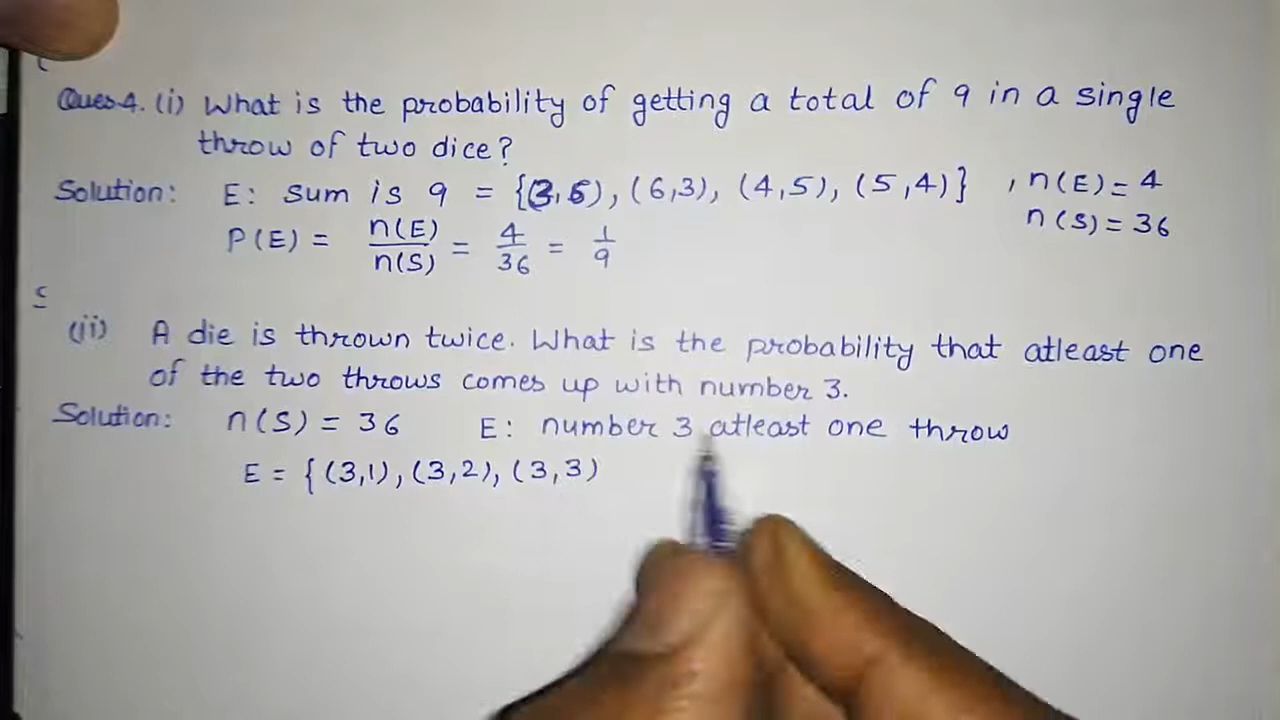 Ques 4. (i) What is the probability of getting a total of 9 in a single
throw of two dice?
Solution: E: sum is 9 = {(3,6), (6,3), (4,5), (5,4)} , n(E) = 4
n(S) = 36
P(E) = n(E)/n(S) = 4/36 = 1/9
(ii) A die is thrown twice. What is the probability that atleast one
of the two throws comes up with number 3.
Solution: n(S) = 36 E: number 3 atleast one throw
E = {(3,1), (3,2), (3,3)